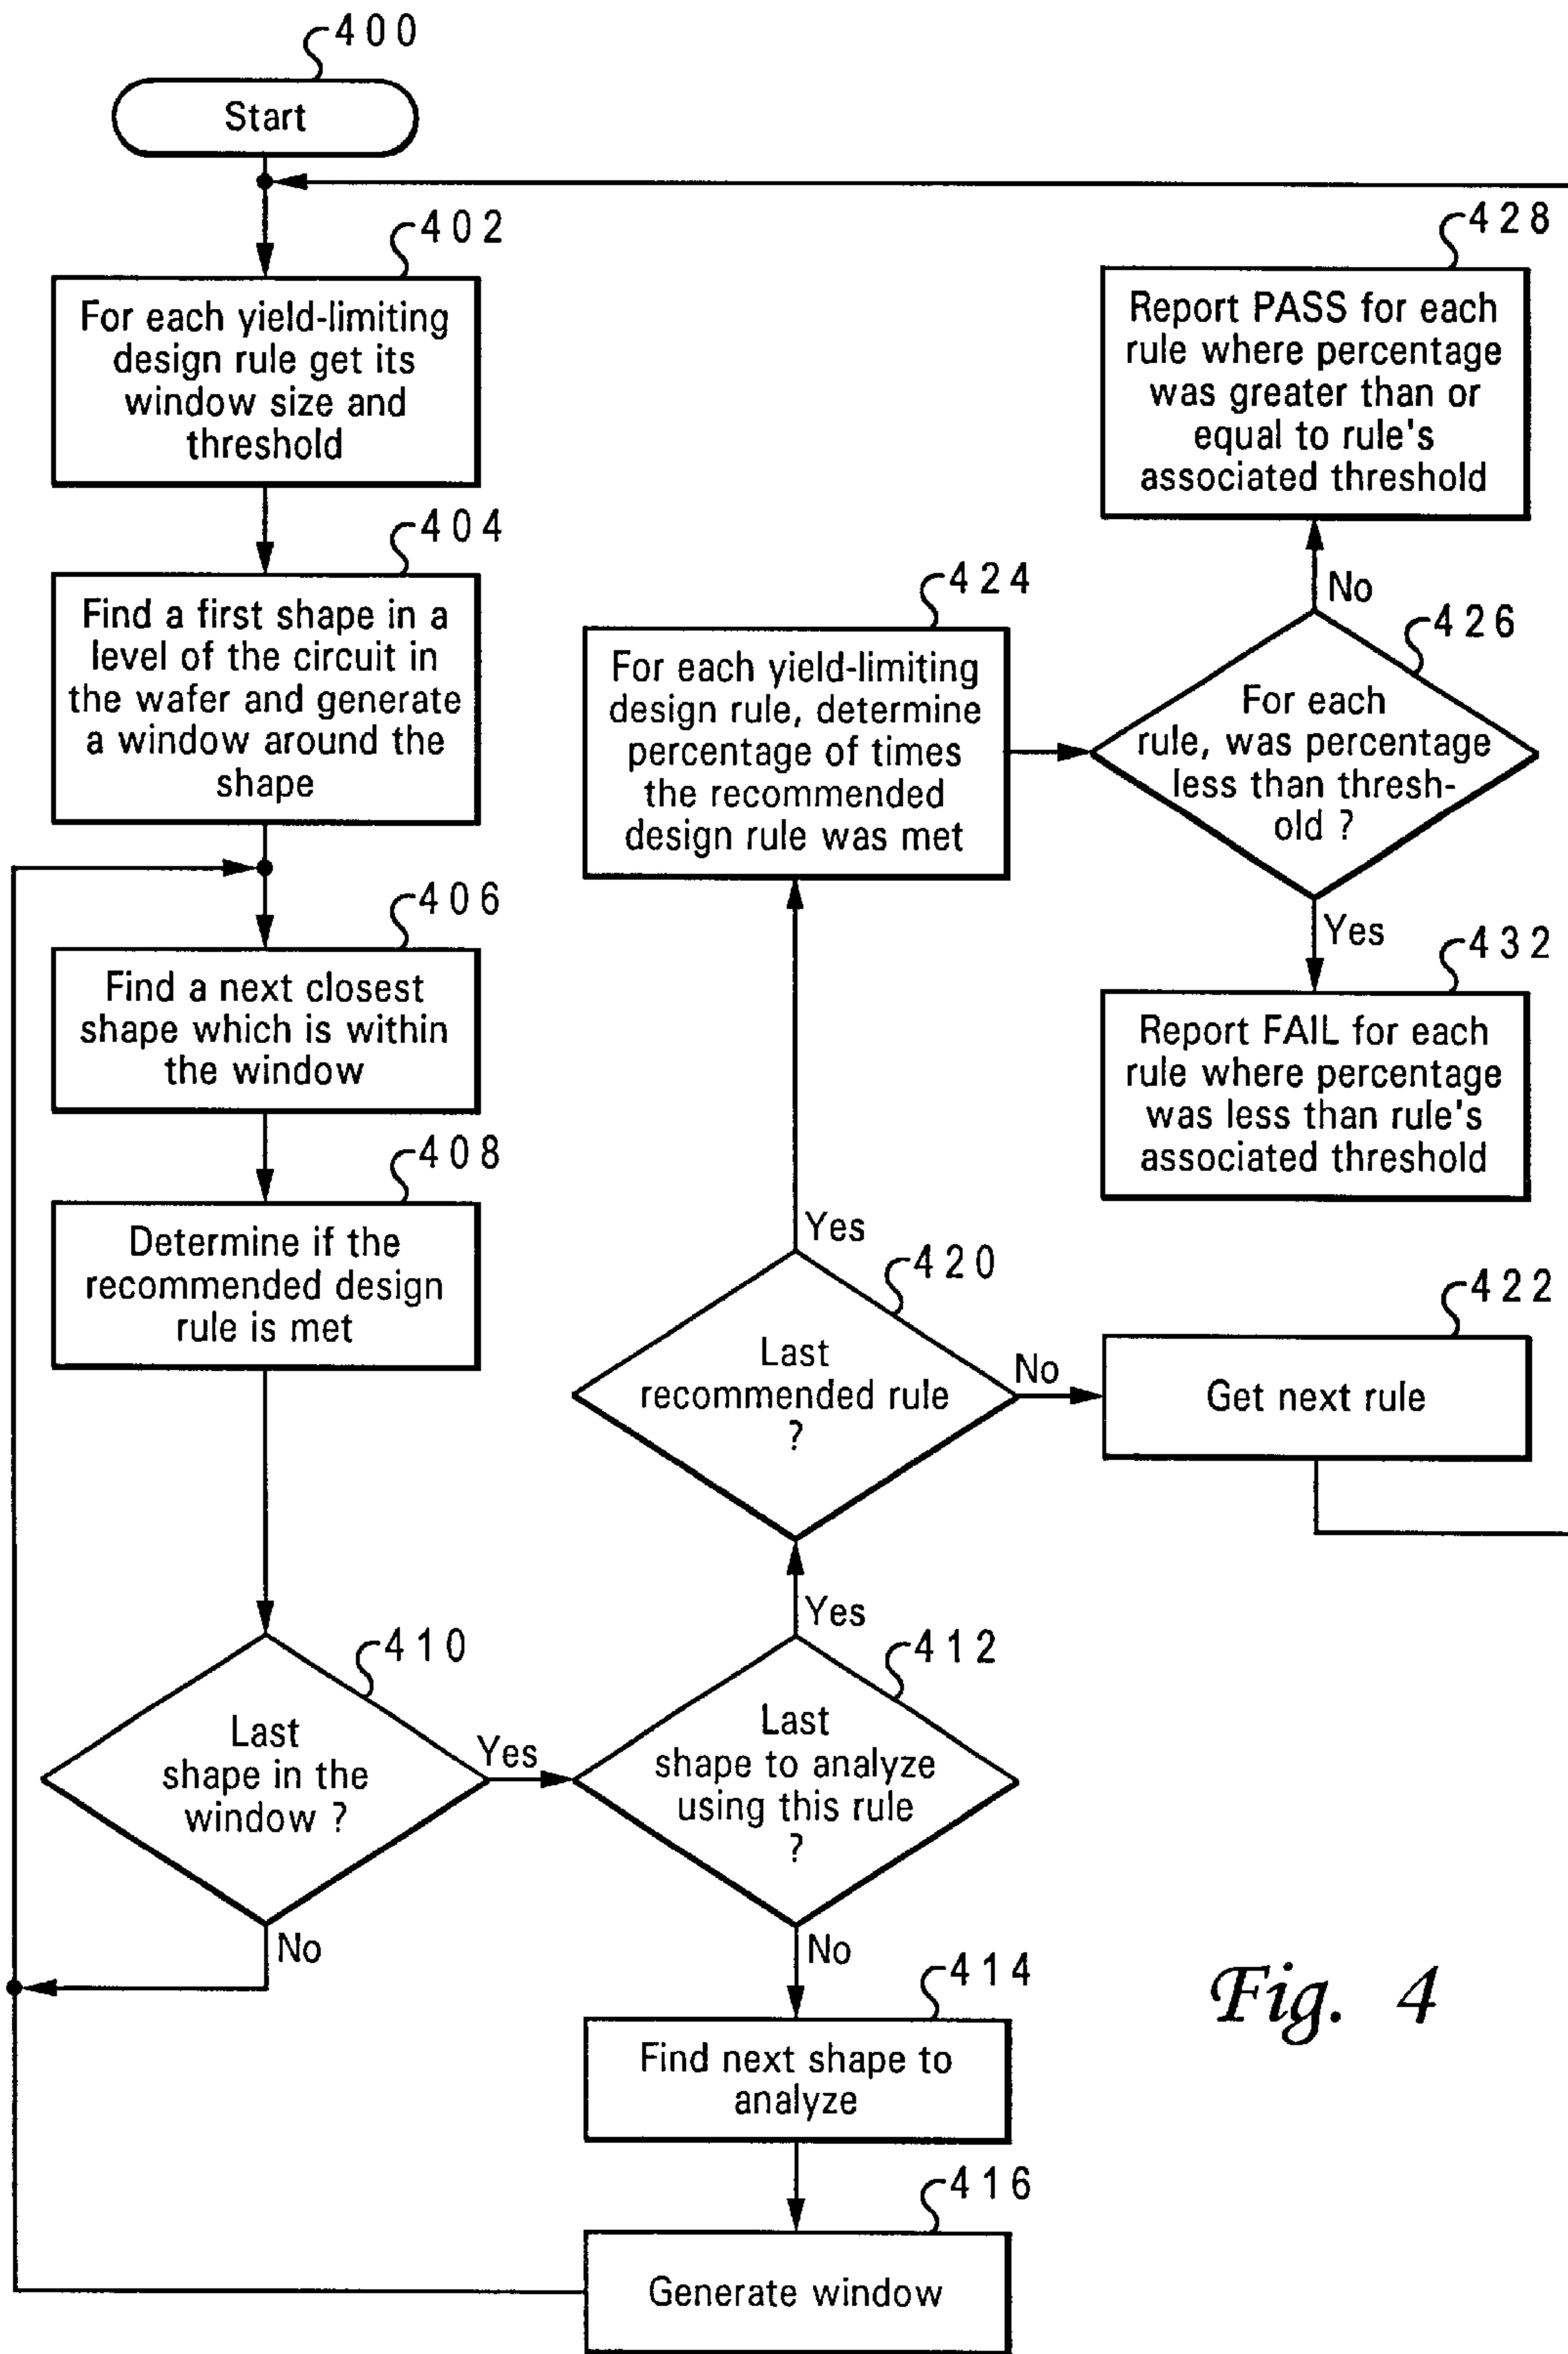 400
Start
402
For each yield-limiting
design rule get its
window size and
threshold
404
Find a first shape in a
level of the circuit in
the wafer and generate
a window around the
shape
406
Find a next closest
shape which is within
the window
408
Determine if the
recommended design
rule is met
410
Last
shape in the
window ?
Yes
No
412
Last
shape to analyze
using this rule
?
Yes
No
414
Find next shape to
analyze
416
Generate window
420
Last
recommended rule
?
Yes
No
422
Get next rule
424
For each yield-limiting
design rule, determine
percentage of times
the recommended
design rule was met
426
For each
rule, was percentage
less than thresh-
old ?
No
Yes
428
Report PASS for each
rule where percentage
was greater than or
equal to rule's
associated threshold
432
Report FAIL for each
rule where percentage
was less than rule's
associated threshold
Fig. 4